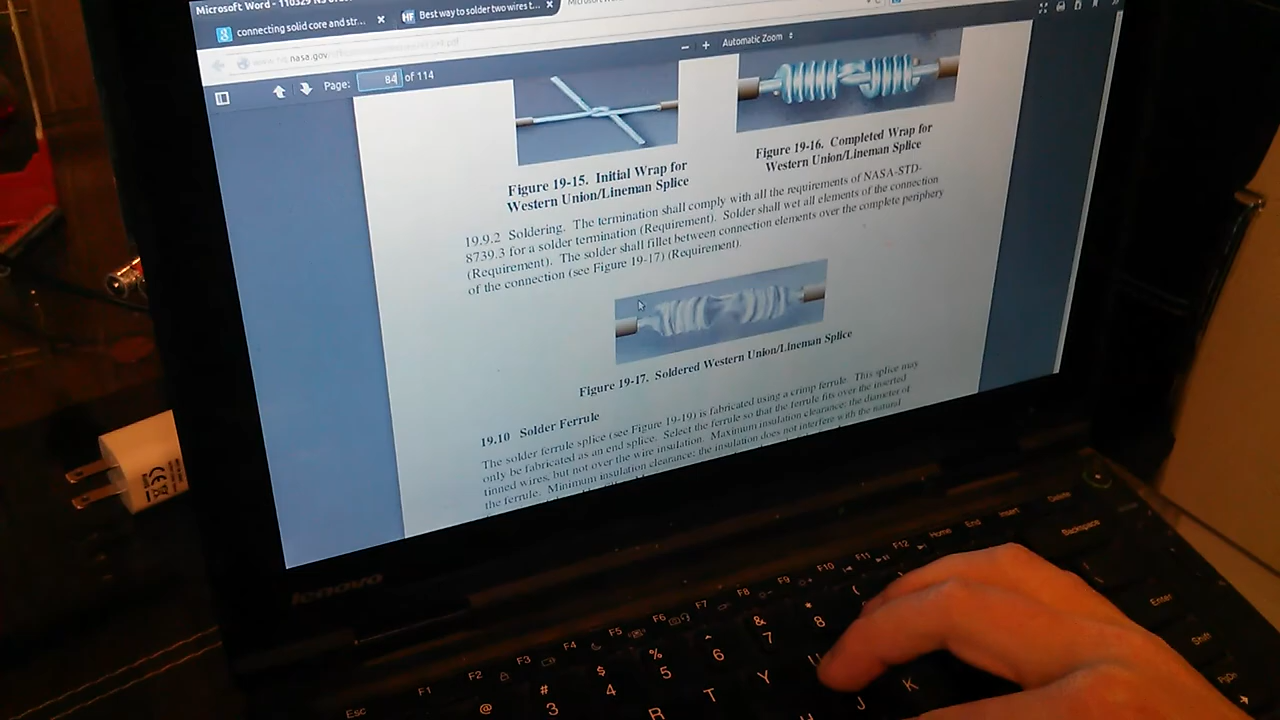 Microsoft Word - 110329 NS
connecting solid core and str... × HF Best way to solder two wires t... ×
nasa.gov
Page: 84 of 114
− + Automatic Zoom
Figure 19-15. Initial Wrap for
Western Union/Lineman Splice
Figure 19-16. Completed Wrap for
Western Union/Lineman Splice
19.9.2 Soldering. The termination shall comply with all the requirements of NASA-STD-
8739.3 for a solder termination (Requirement). Solder shall wet all elements of the connection
(Requirement). The solder shall fillet between connection elements over the complete periphery
of the connection (see Figure 19-17) (Requirement).
Figure 19-17. Soldered Western Union/Lineman Splice
19.10 Solder Ferrule
The solder ferrule splice (see Figure 19-19) is fabricated using a crimp ferrule. This splice may
only be fabricated as an end splice. Select the ferrule so that the ferrule fits over the inserted
tinned wires, but not over the wire insulation. Maximum insulation clearance: the diameter of
the ferrule. Minimum insulation clearance: the insulation does not interfere with the natural
CE
lenovo
Esc F1 F2 F3 F4 F5 F6 F7 F8 F9 F10 F11 F12 Home End Insert Delete
@ # 3 $ 4 % 5 ^ 6 & 7 * 8 ( Backspace
R T Y U Enter
J K Shift
PgDn